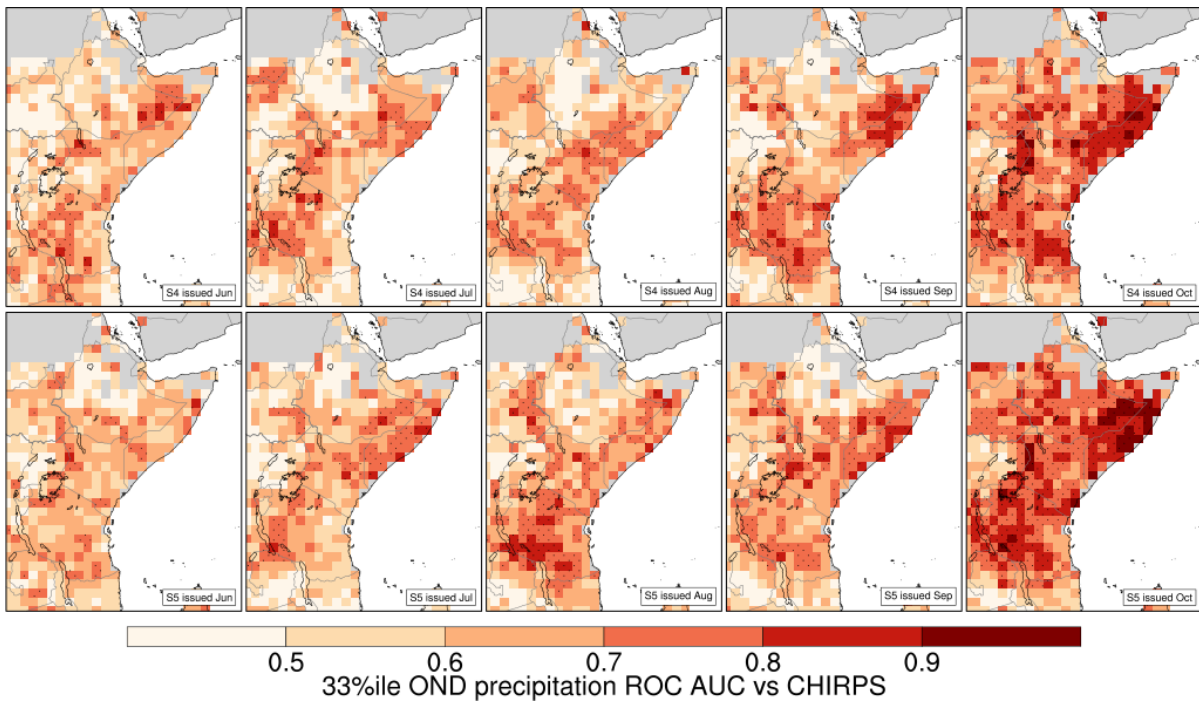 S4 issued Jun
S4 issued Jul
S4 issued Aug
S4 issued Sep
S4 issued Oct
S5 issued Jun
S5 issued Jul
S5 issued Aug
S5 issued Sep
S5 issued Oct
0.5 0.6 0.7 0.8 0.9
33%ile OND precipitation ROC AUC vs CHIRPS